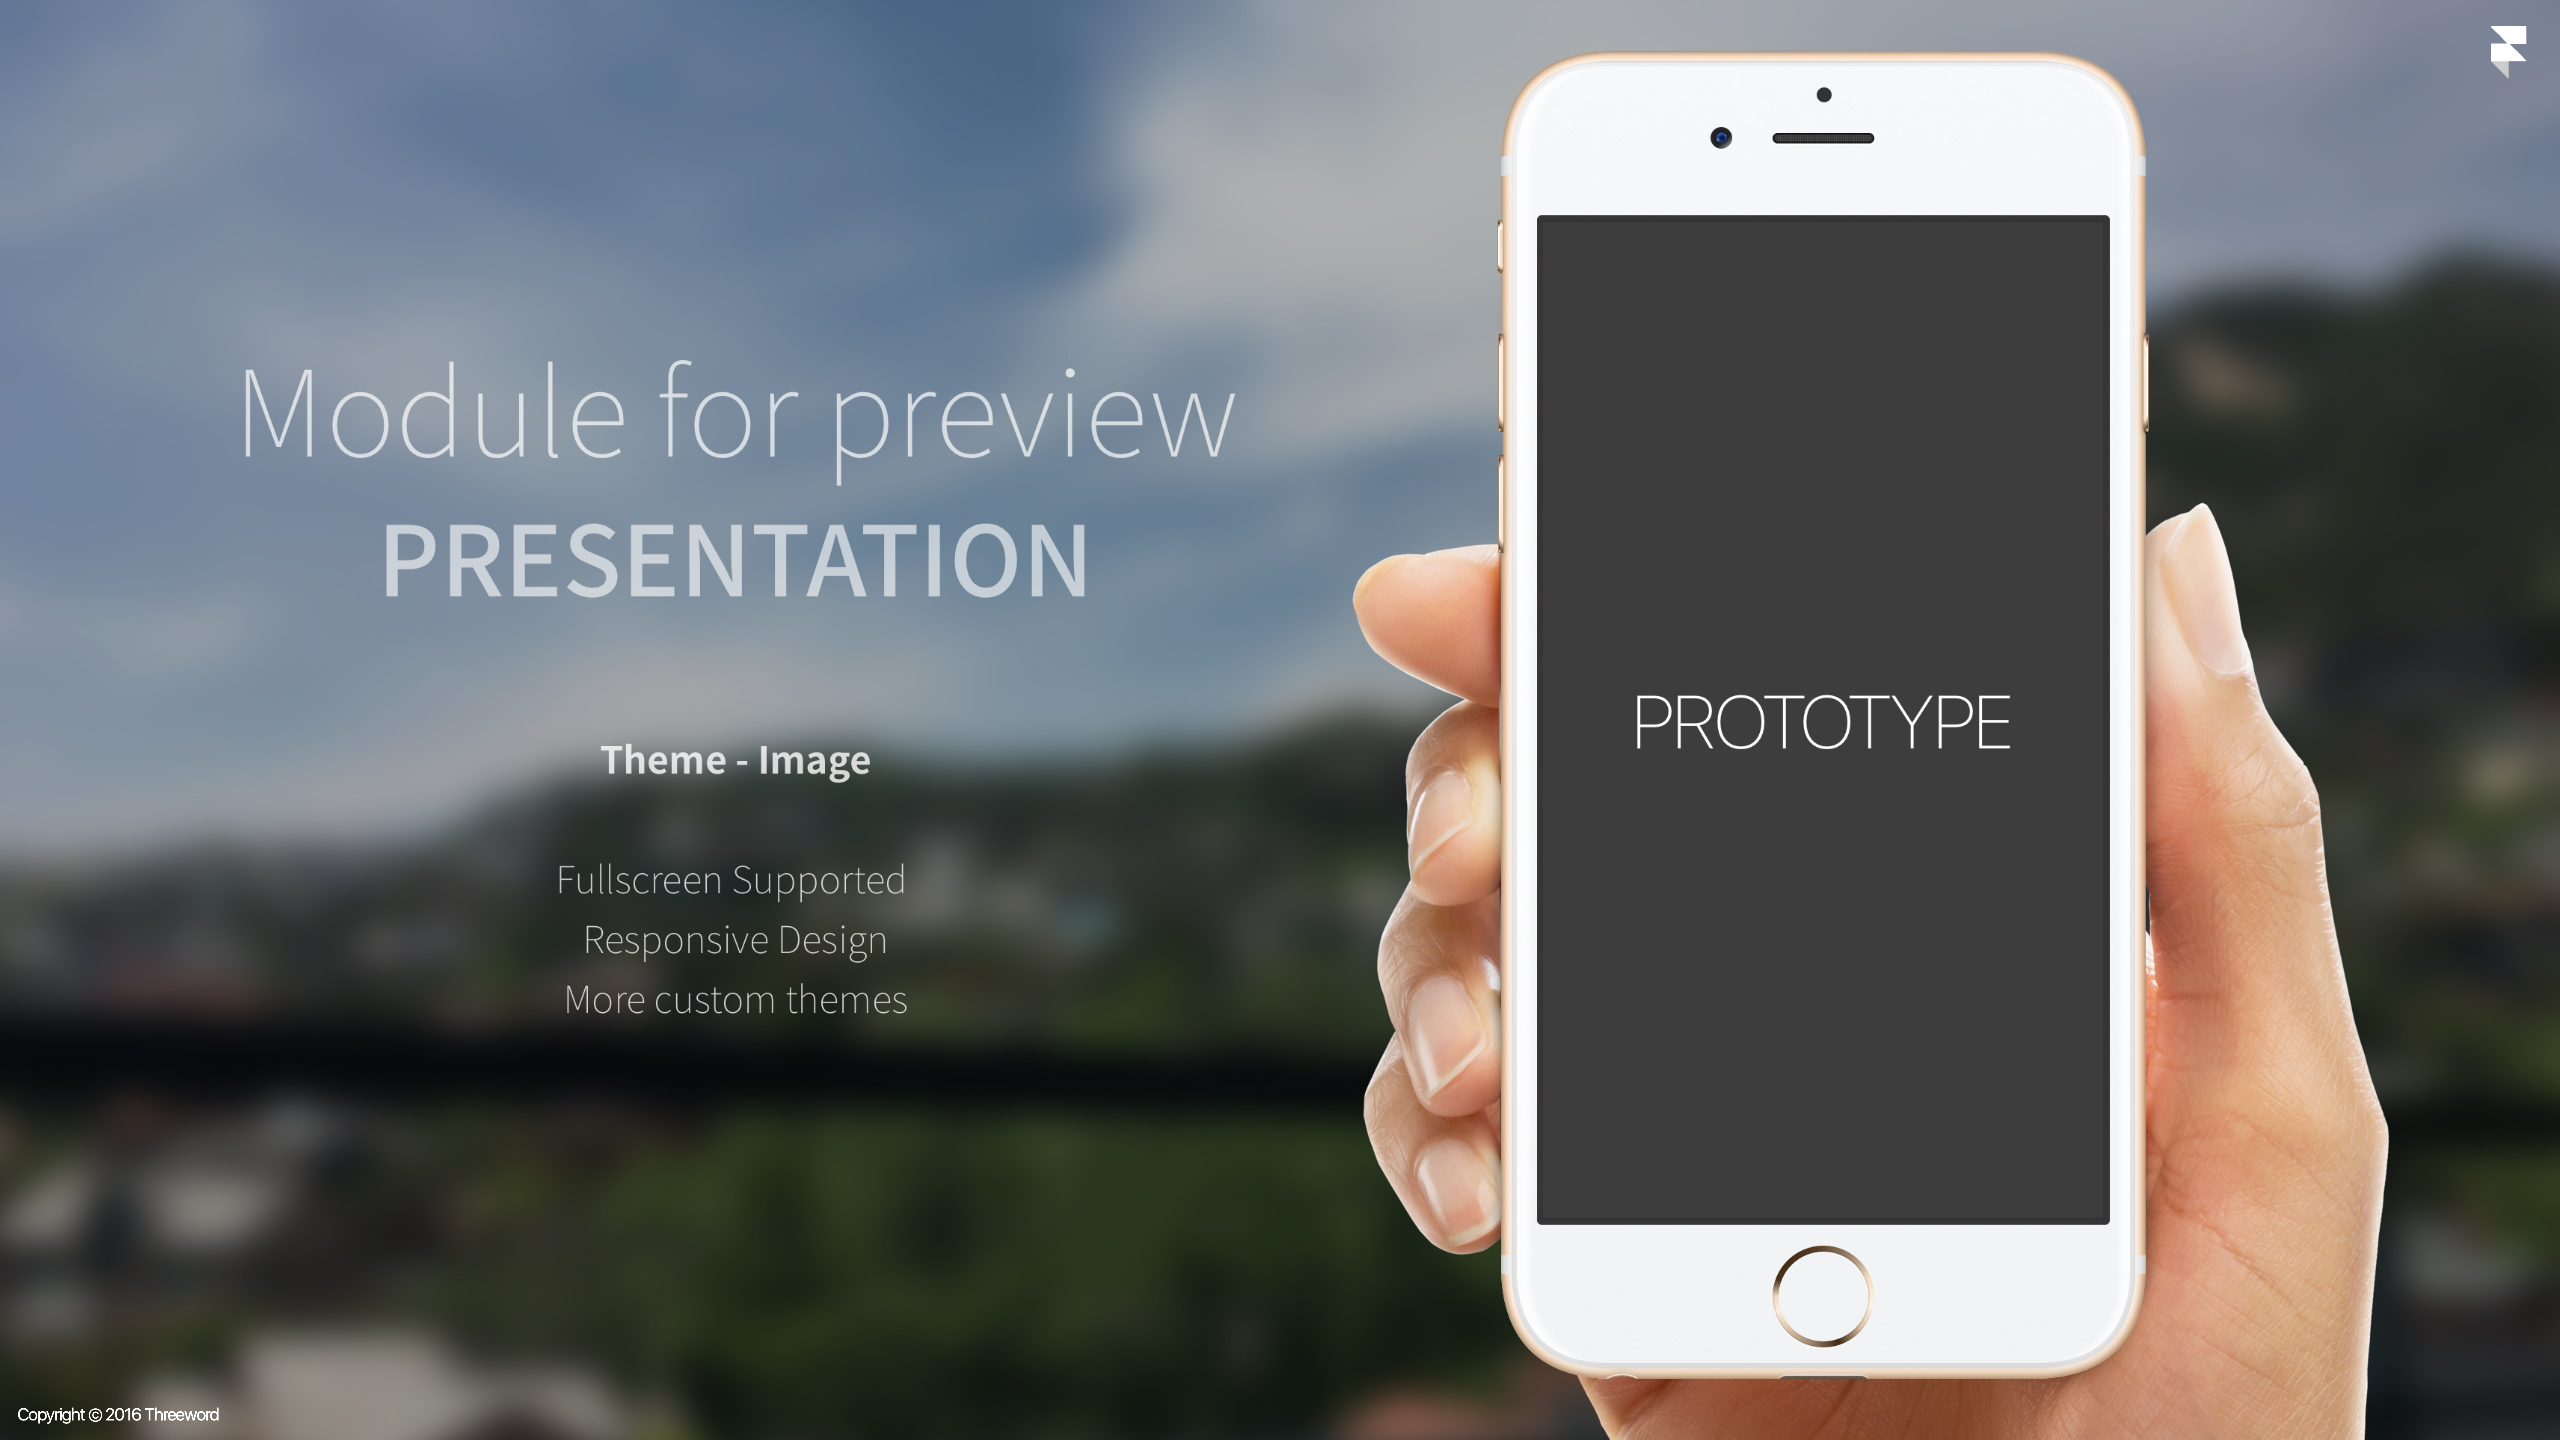 Module for preview
PRESENTATION
Theme - Image
Fullscreen Supported
Responsive Design
More custom themes
PROTOTYPE
Copyright © 2016 Threeword